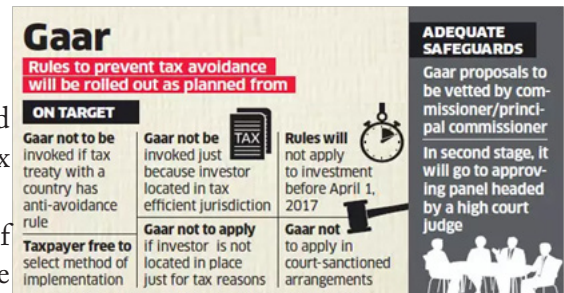 Gaar
Rules to prevent tax avoidance
will be rolled out as planned from
ON TARGET
Gaar not to be
invoked if tax
treaty with a
country has
anti-avoidance
rule
Taxpayer free to
select method of
implementation
Gaar not be
invoked just
because investor
located in tax
efficient jurisdiction
TAX
Gaar not to apply
if investor is not
located in place
just for tax reasons
Rules will
not apply
to investment
before April 1,
2017
Gaar not
to apply in
court-sanctioned
arrangements
ADEQUATE
SAFEGUARDS
Gaar proposals to
be vetted by com-
missioner/princi-
pal commissioner
In second stage, it
will go to approv-
ing panel headed
by a high court
judge